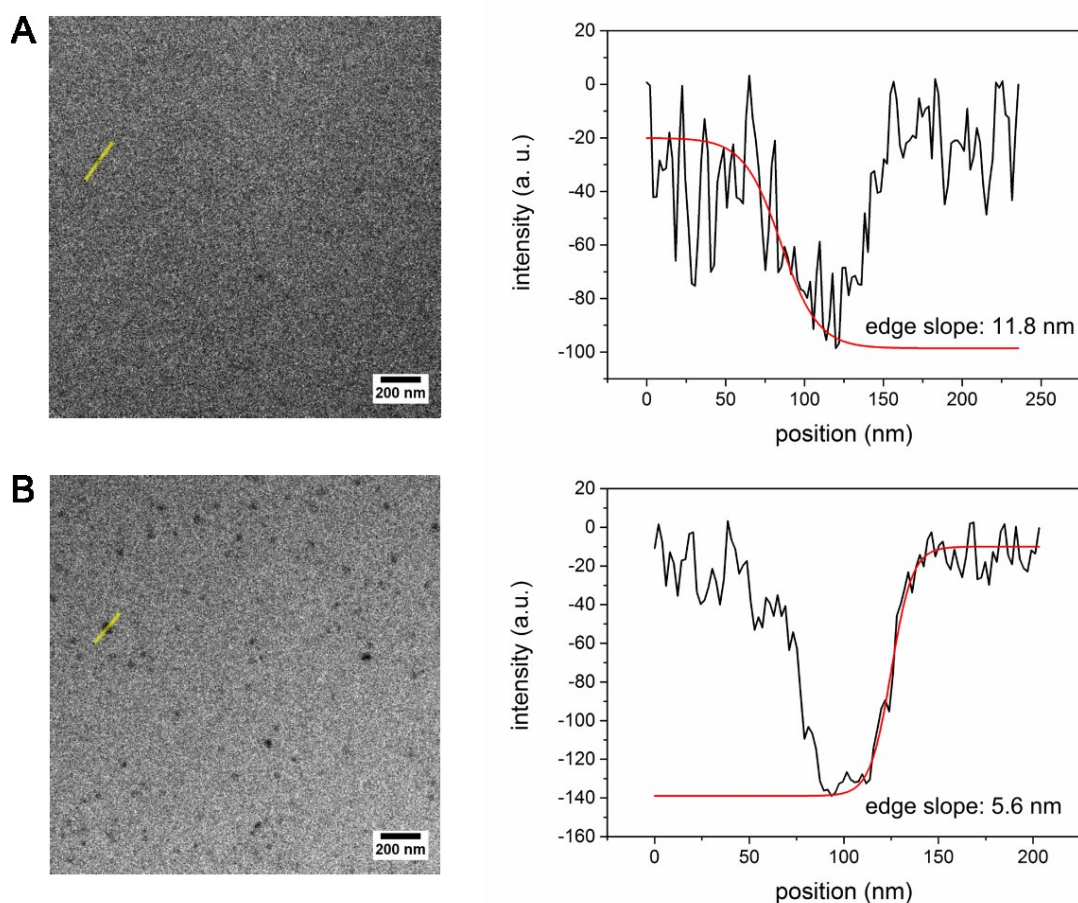 A
200 nm
20
0
-20
-40
-60
-80
-100
intensity (a. u.)
edge slope: 11.8 nm
0 50 100 150 200 250
position (nm)
B
200 nm
20
0
-20
-40
-60
-80
-100
-120
-140
-160
intensity (a.u.)
edge slope: 5.6 nm
0 50 100 150 200
position (nm)